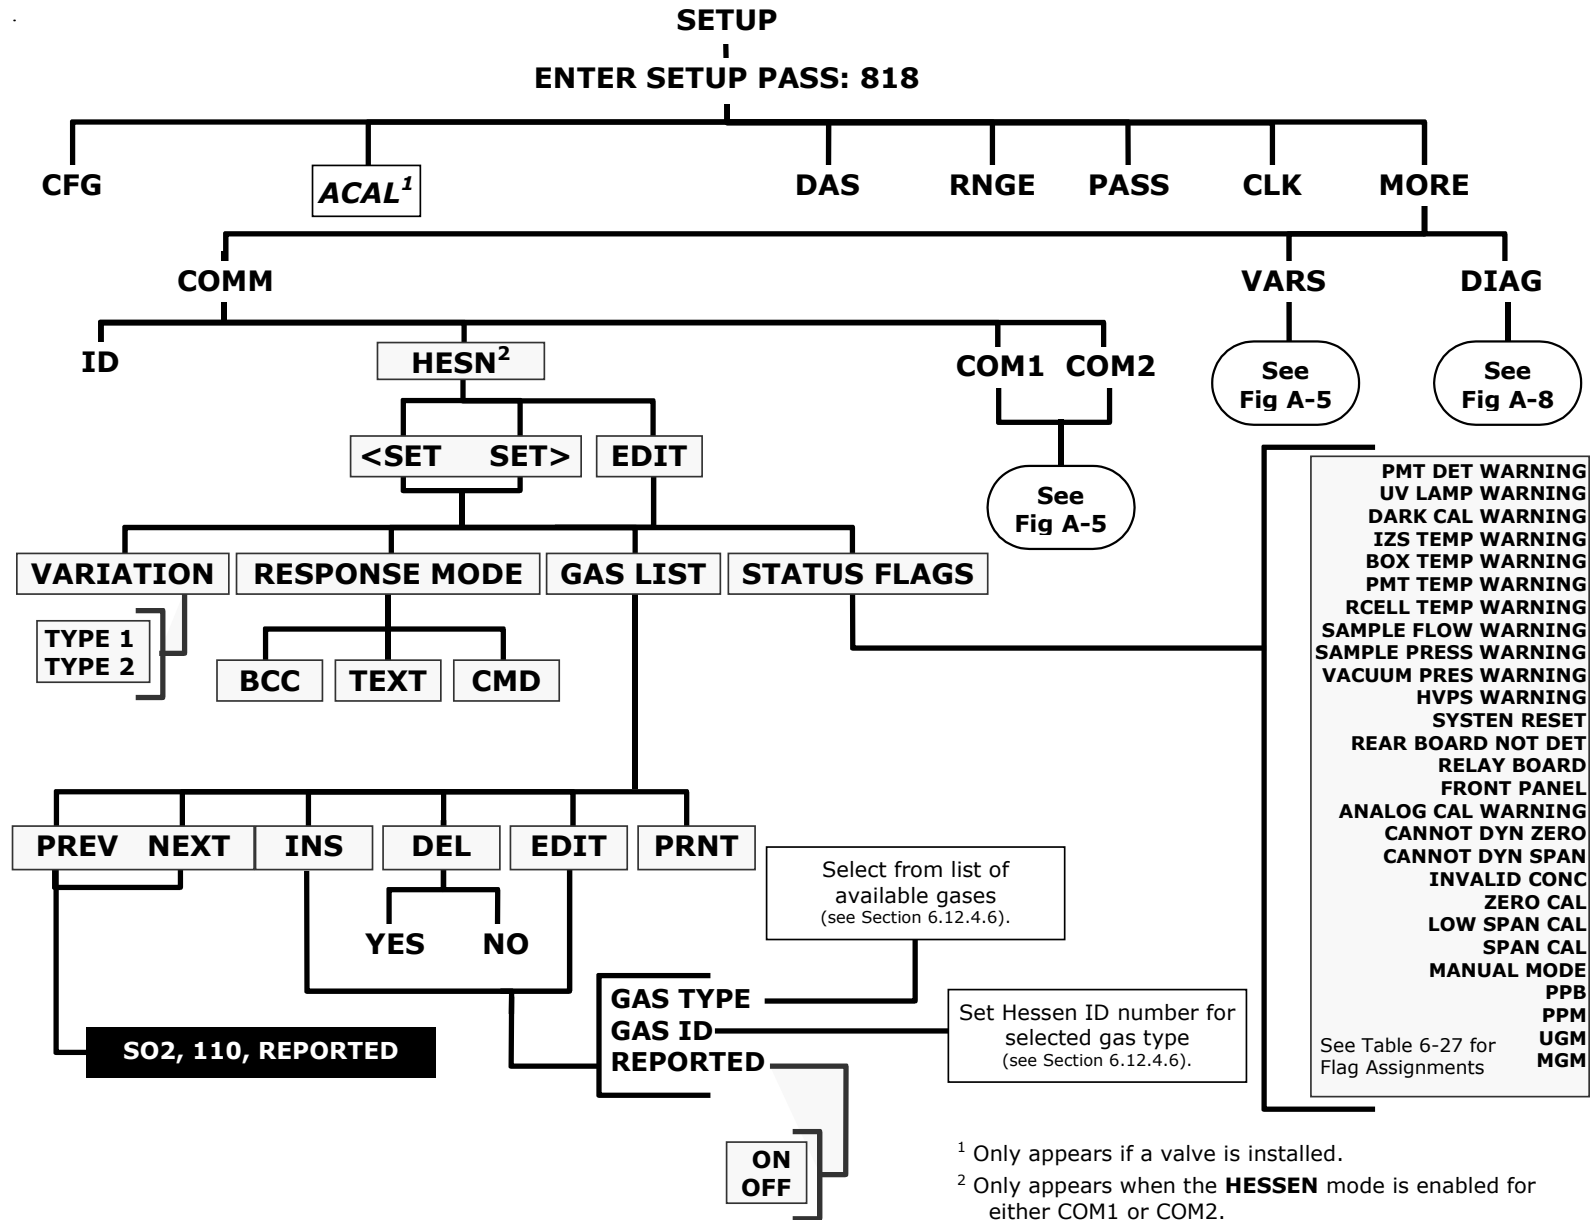 SETUP
ENTER SETUP PASS: 818
CFG
ACAL¹
DAS
RNGE
PASS
CLK
MORE
COMM
VARS
DIAG
ID
HESN²
COM1
COM2
See
Fig A-5
See
Fig A-8
<SET SET>
EDIT
See
Fig A-5
VARIATION
RESPONSE MODE
GAS LIST
STATUS FLAGS
TYPE 1
TYPE 2
BCC
TEXT
CMD
PMT DET WARNING
UV LAMP WARNING
DARK CAL WARNING
IZS TEMP WARNING
BOX TEMP WARNING
PMT TEMP WARNING
RCELL TEMP WARNING
SAMPLE FLOW WARNING
SAMPLE PRESS WARNING
VACUUM PRES WARNING
HVPS WARNING
SYSTEN RESET
REAR BOARD NOT DET
RELAY BOARD
FRONT PANEL
ANALOG CAL WARNING
CANNOT DYN ZERO
CANNOT DYN SPAN
INVALID CONC
ZERO CAL
LOW SPAN CAL
SPAN CAL
MANUAL MODE
PPB
PPM
UGM
MGM
See Table 6-27 for
Flag Assignments
PREV NEXT
INS
DEL
EDIT
PRNT
YES
NO
Select from list of
available gases
(see Section 6.12.4.6).
GAS TYPE
GAS ID
REPORTED
Set Hessen ID number for
selected gas type
(see Section 6.12.4.6).
SO2, 110, REPORTED
ON
OFF
¹ Only appears if a valve is installed.
² Only appears when the HESSEN mode is enabled for
either COM1 or COM2.